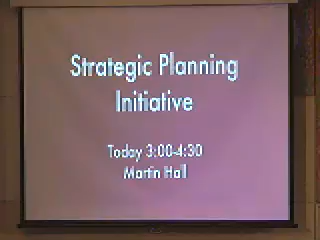 Strategic Planning
Initiative
Today 3:00-4:30
Martin Hall